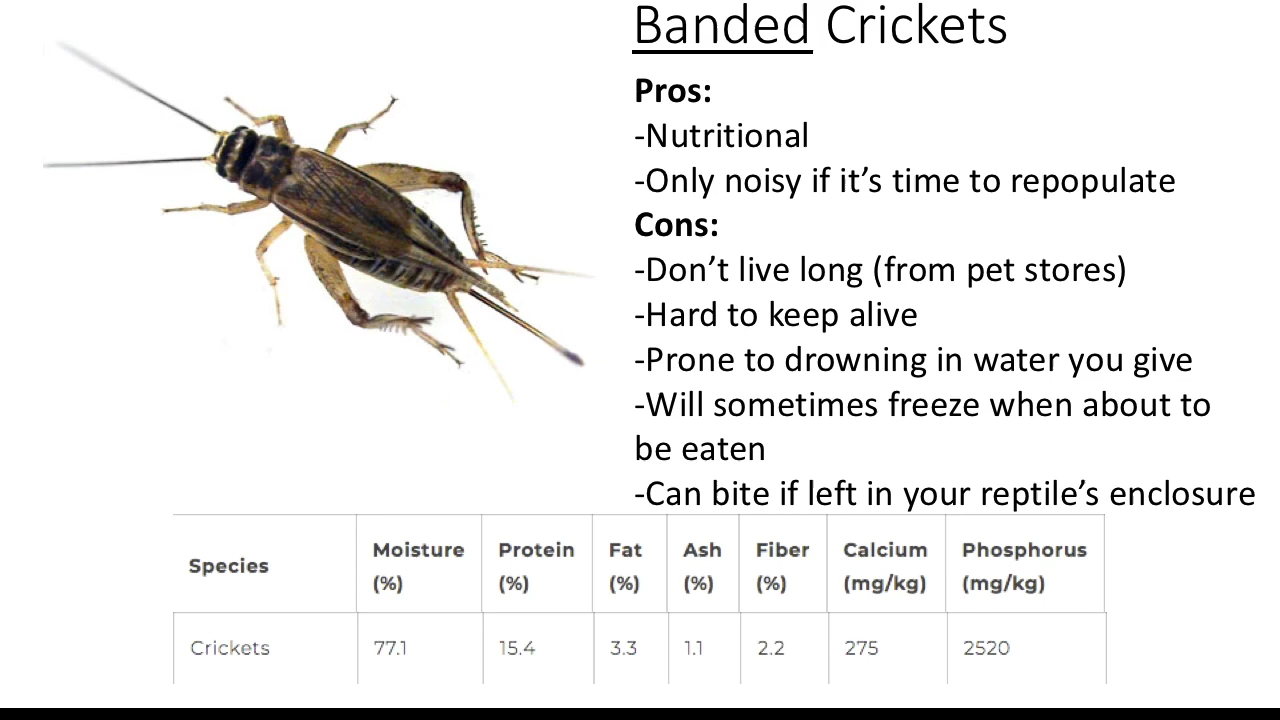 Banded Crickets
Pros:
-Nutritional
-Only noisy if it’s time to repopulate
Cons:
-Don’t live long (from pet stores)
-Hard to keep alive
-Prone to drowning in water you give
-Will sometimes freeze when about to
be eaten
-Can bite if left in your reptile’s enclosure
Species Moisture (%) Protein (%) Fat (%) Ash (%) Fiber (%) Calcium (mg/kg) Phosphorus (mg/kg)
Crickets 77.1 15.4 3.3 1.1 2.2 275 2520